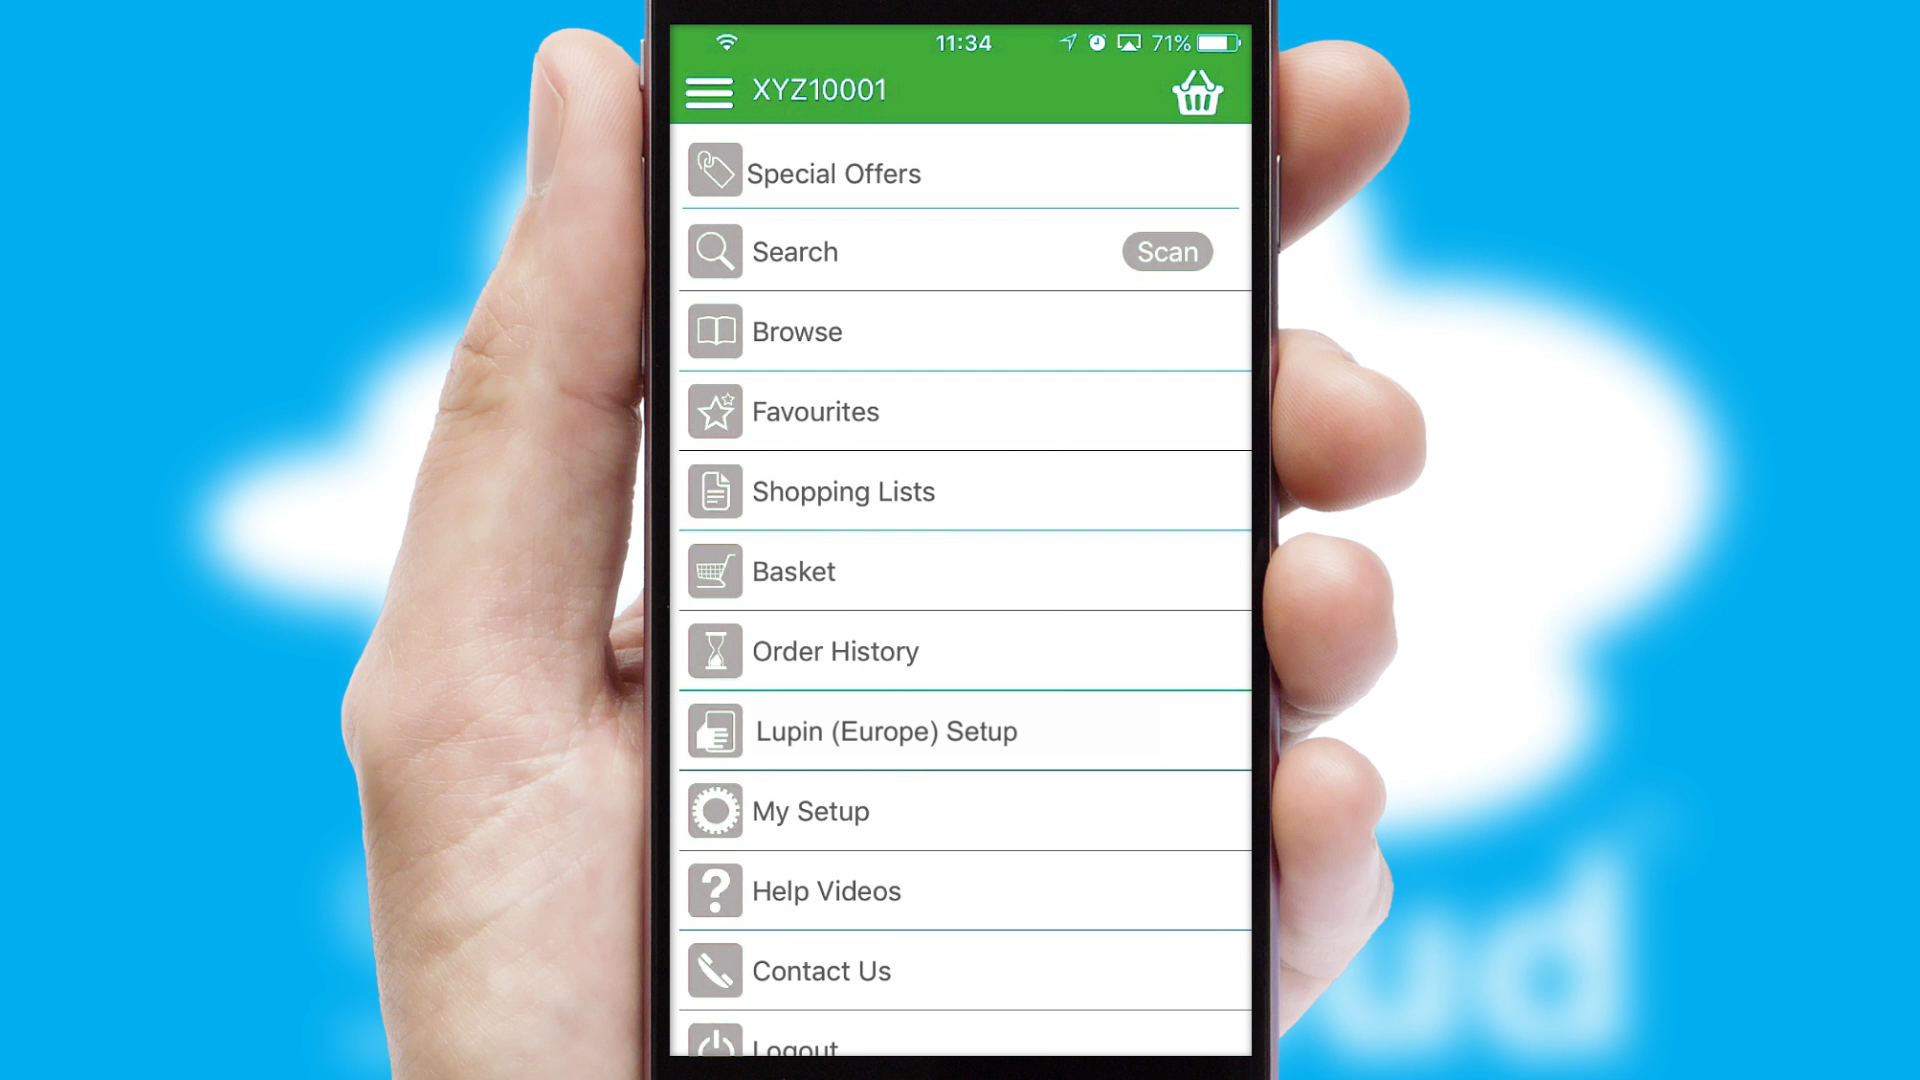 11:34 71%
XYZ10001
Special Offers
Search Scan
Browse
Favourites
Shopping Lists
Basket
Order History
Lupin (Europe) Setup
My Setup
Help Videos
Contact Us
Logout
ud